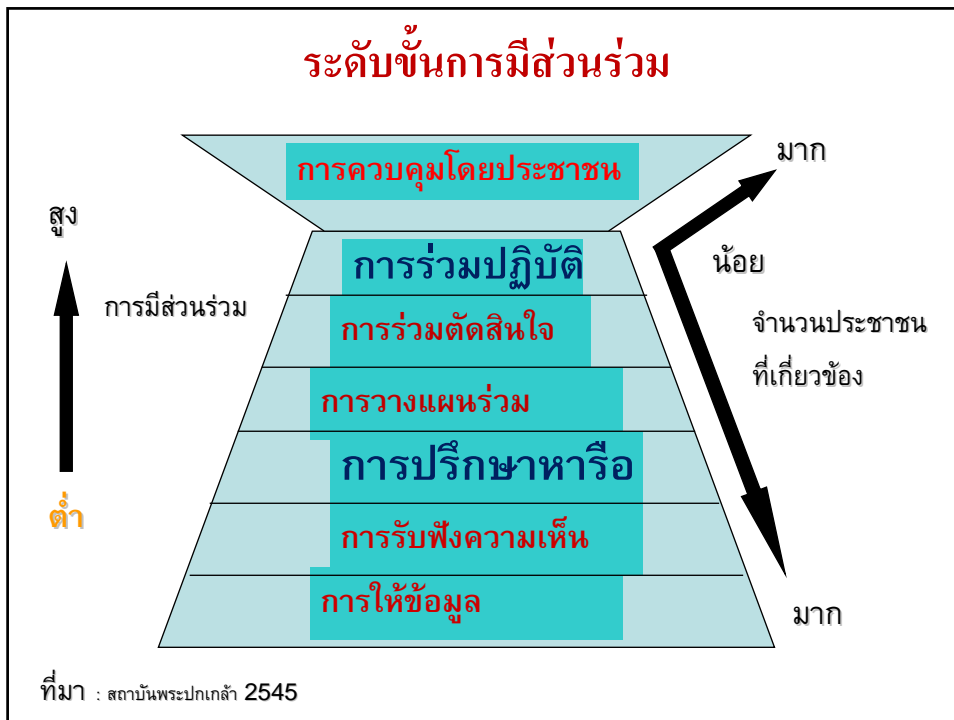 ระดับขั้นการมีส่วนร่วม
การควบคุมโดยประชาชน
มาก
สูง
การร่วมปฏิบัติ
น้อย
การมีส่วนร่วม
การร่วมตัดสินใจ
จำนวนประชาชน
ที่เกี่ยวข้อง
การวางแผนร่วม
การปรึกษาหารือ
ต่ำ
การรับฟังความเห็น
การให้ข้อมูล
มาก
ที่มา : สถาบันพระปกเกล้า 2545